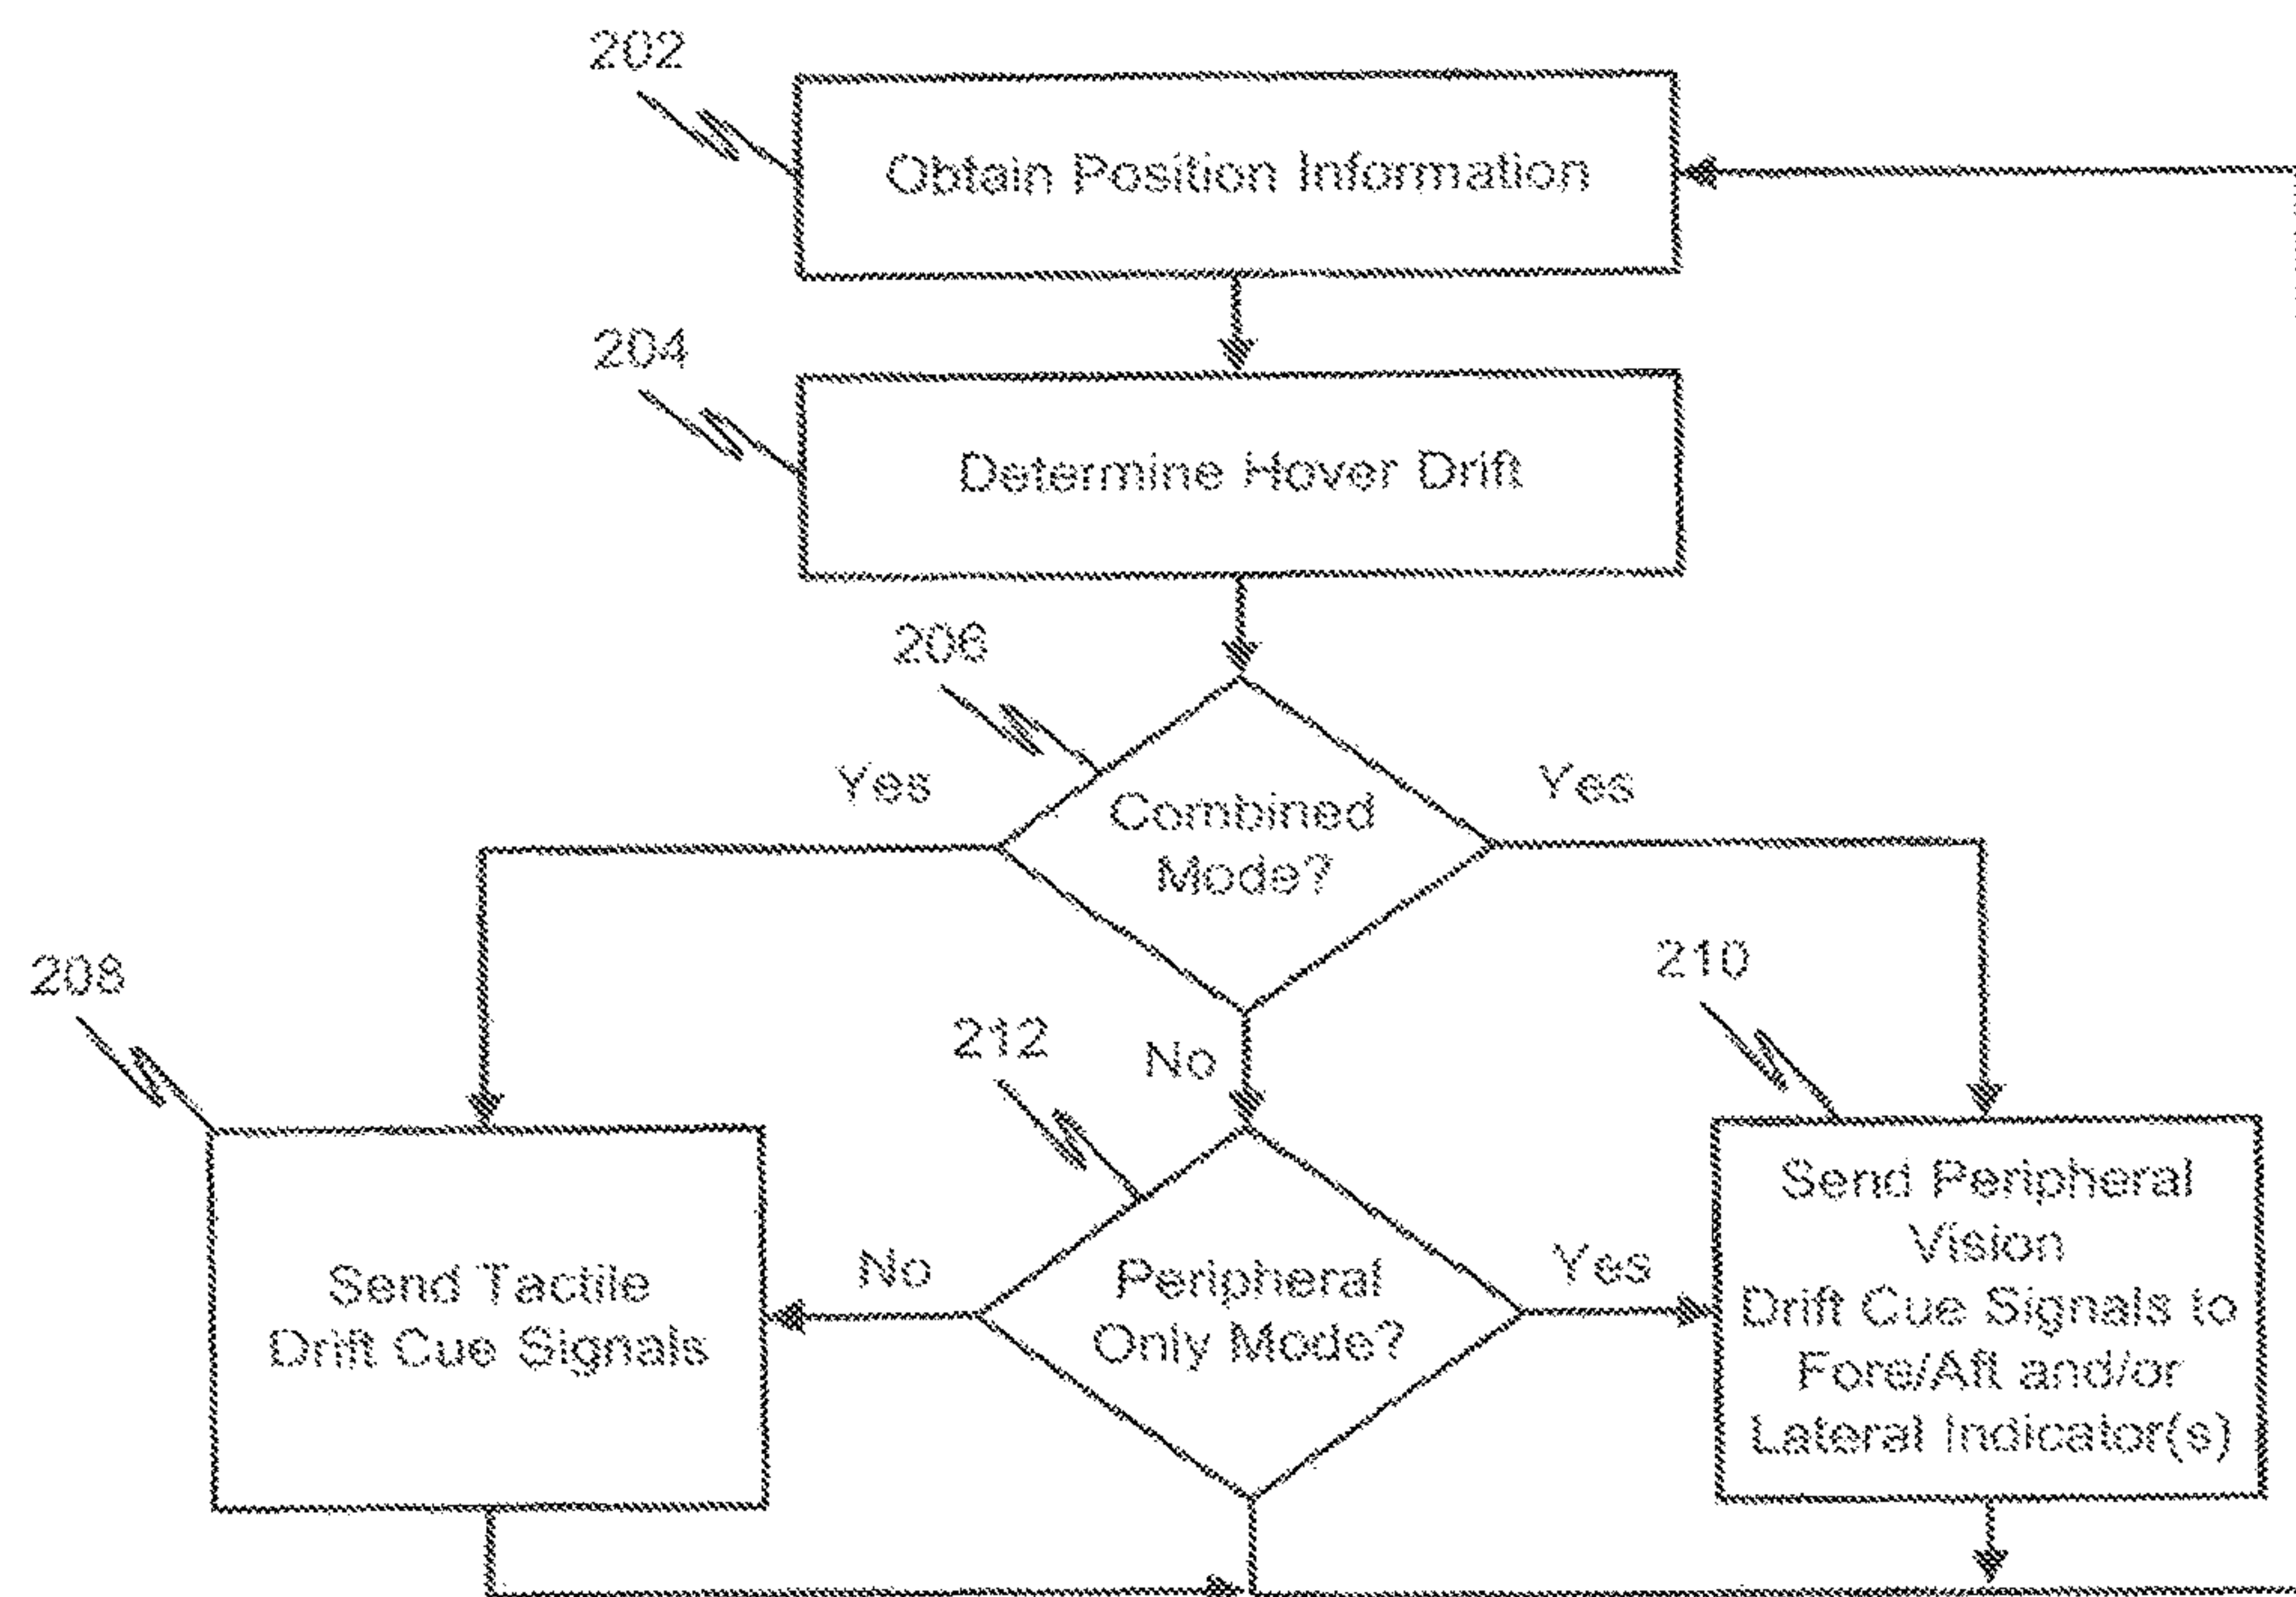 202
Obtain Position Information
204
Determine Hover Drift
206
Yes
Yes
Combined
Mode?
208
210
212
No
Send Tactile
Drift Cue Signals
No
Peripheral
Only Mode?
Yes
Send Peripheral
Vision
Drift Cue Signals to
Fore/Aft and/or
Lateral Indicator(s)